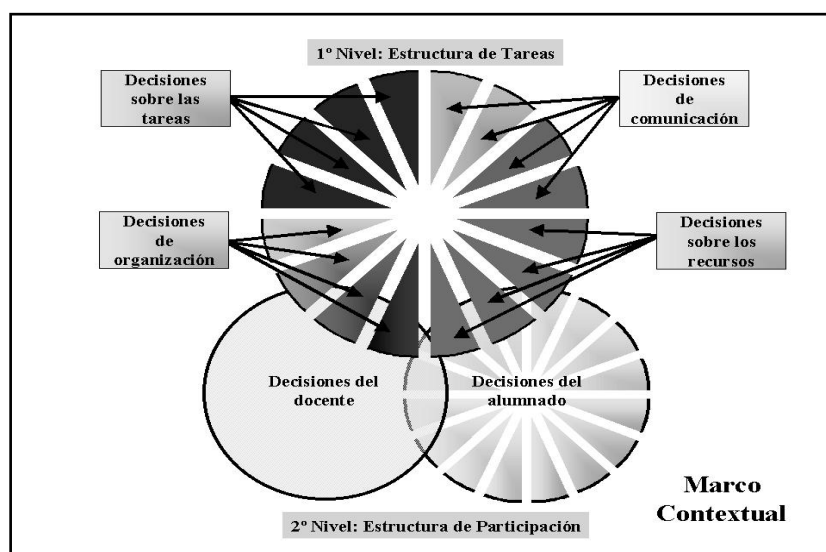 1º Nivel: Estructura de Tareas
Decisiones
sobre las
tareas
Decisiones
de
comunicación
Decisiones
de
organización
Decisiones
sobre los
recursos
Decisiones del
docente
Decisiones del
alumnado
Marco
Contextual
2º Nivel: Estructura de Participación